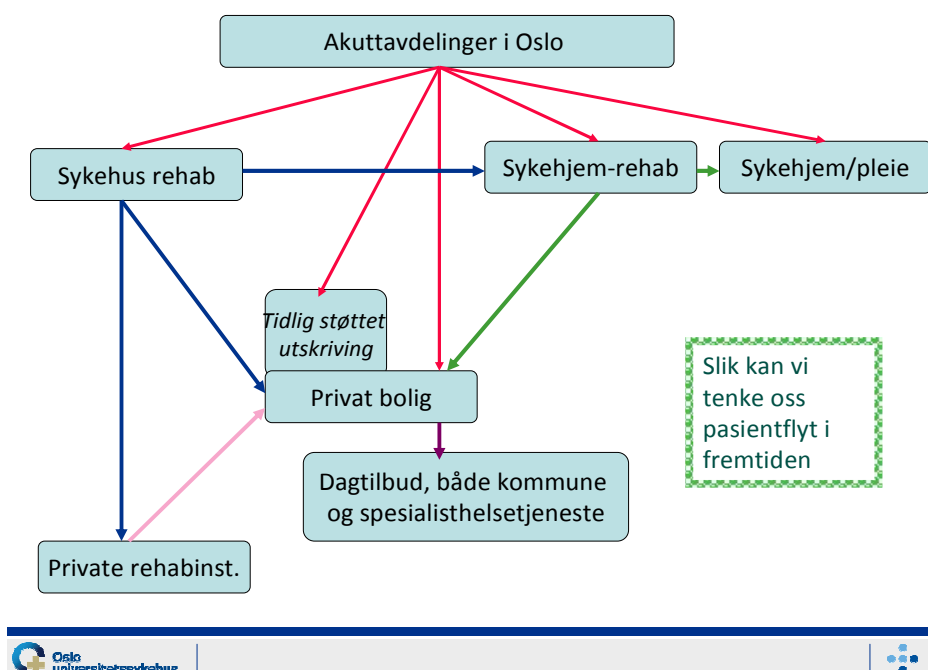 Akuttavdelinger i Oslo
Sykehus rehab
Sykehjem-rehab
Sykehjem/pleie
Tidlig støttet
utskriving
Privat bolig
Slik kan vi
tenke oss
pasientflyt i
fremtiden
Dagtilbud, både kommune
og spesialisthelsetjeneste
Private rehabinst.
Oslo
universitetssykehus